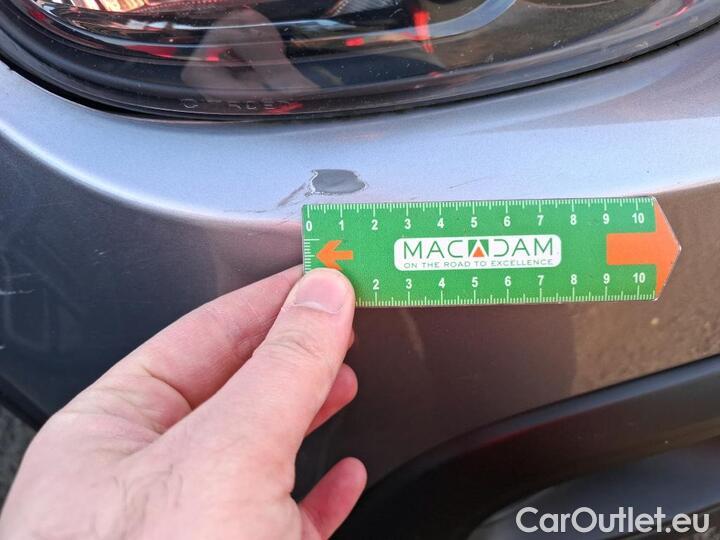 0 1 2 3 4 5 6 7 8 9 10
MACADAM
ON THE ROAD TO EXCELLENCE
2 3 4 5 6 7 8 9 10
CarOutlet.eu